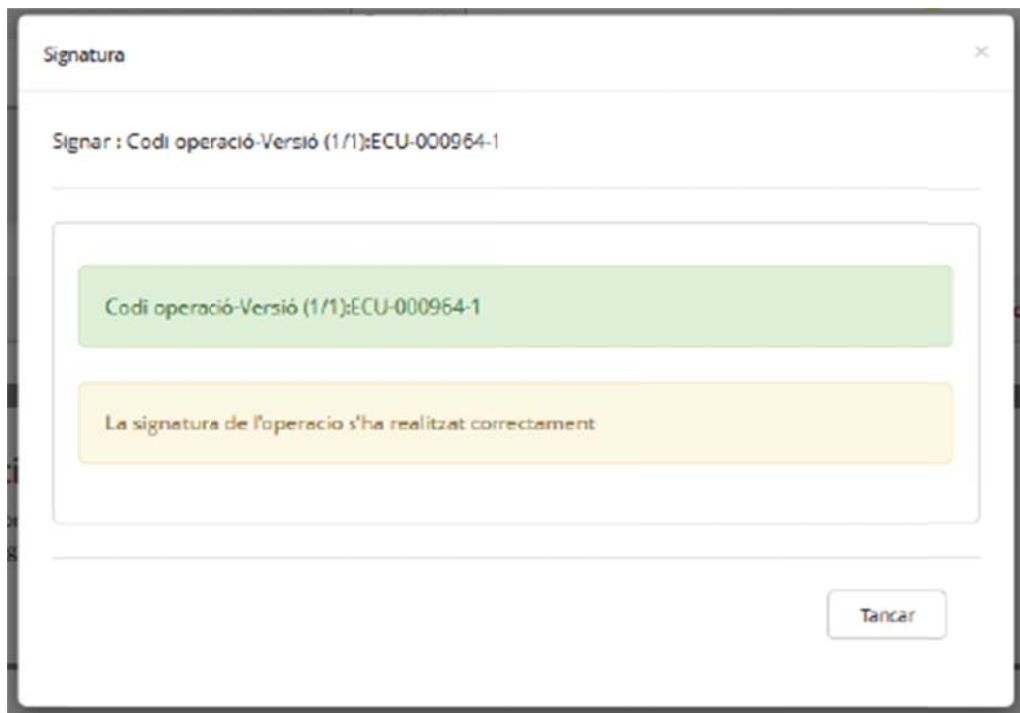 Signatura
×
Signar : Codi operació-Versió (1/1):ECU-000964-1
Codi operació-Versió (1/1):ECU-000964-1
La signatura de l'operacio s'ha realitzat correctament
Tancar